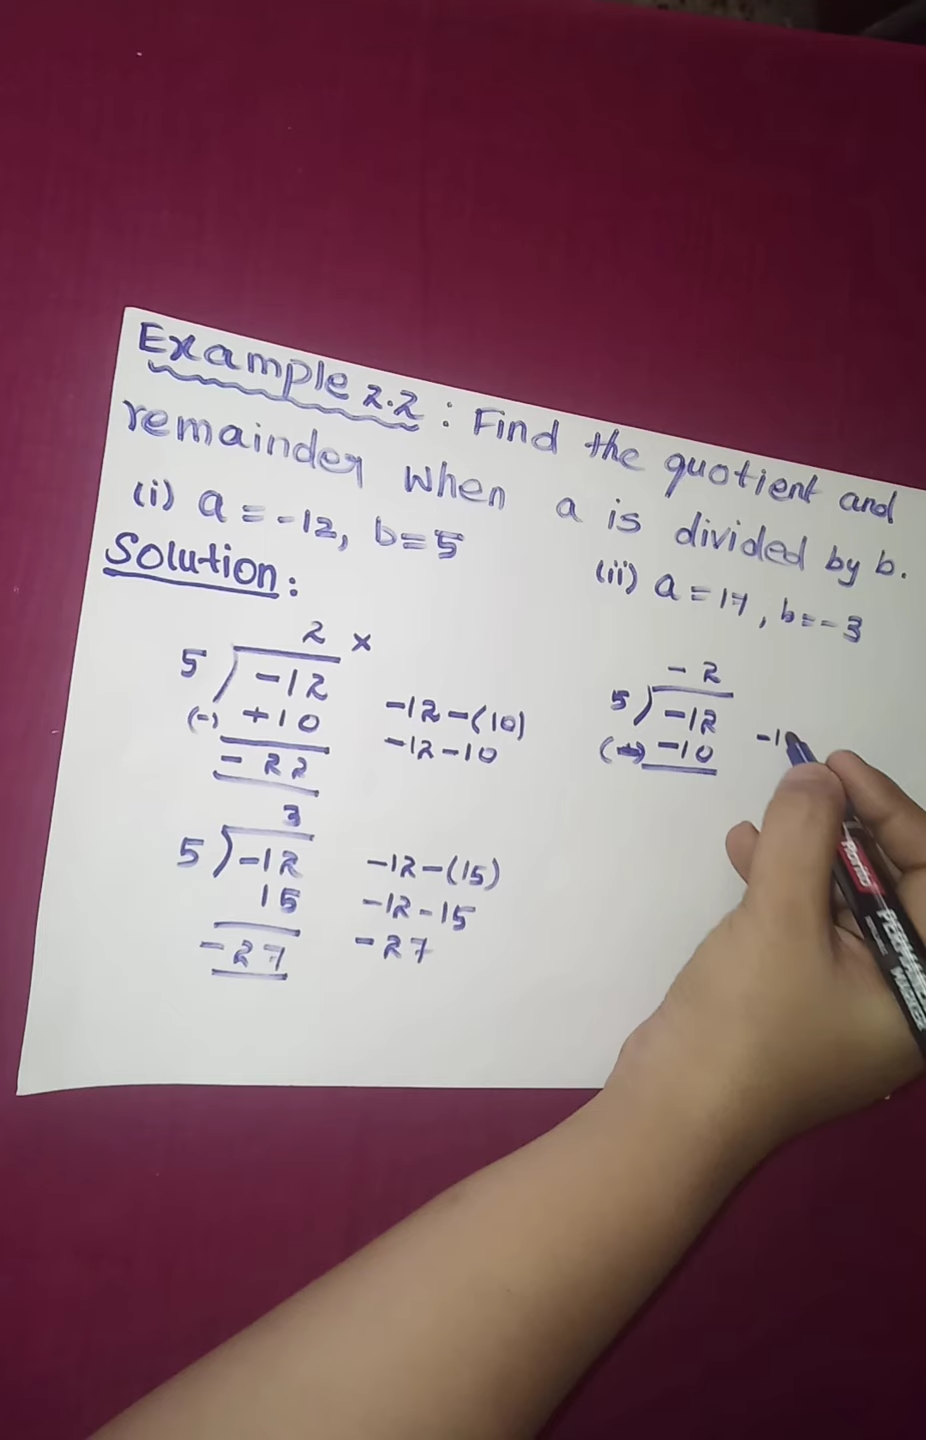 Example 2.2 : Find the quotient and
remainder when a is divided by b.
(i) a = -12, b = 5
(ii) a = 17, b = -3
Solution:
2 ×
5 ) -12
(-) +10
-22
-12-(10)
-12-10
3
5 ) -12
15
-27
-12-(15)
-12-15
-27
-2
5 ) -12
-10
-1